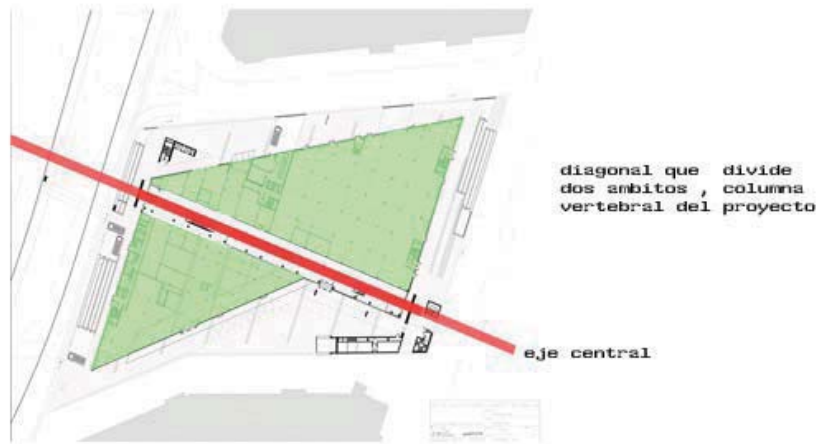 diagonal que divide
dos ambitos , columna
vertebral del proyecto
eje central